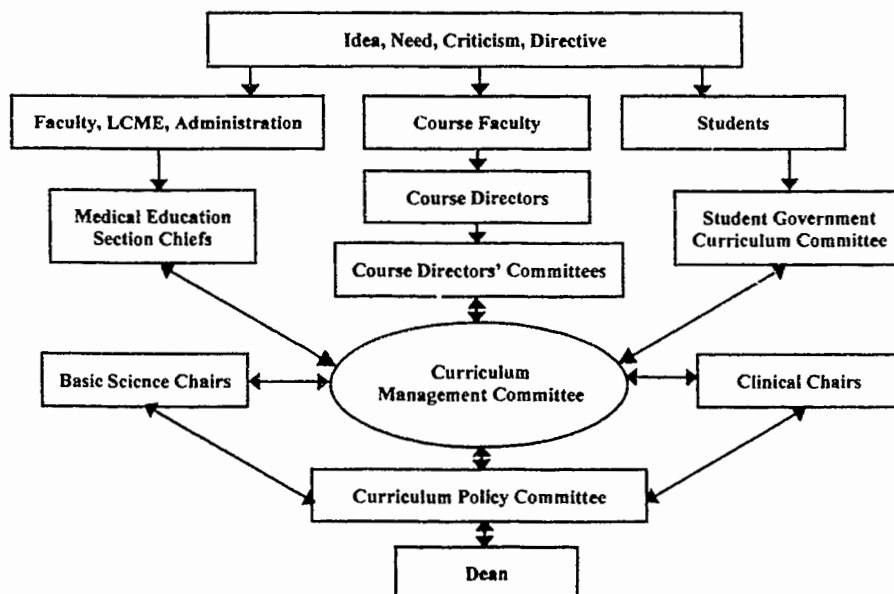 Idea, Need, Criticism, Directive
Faculty, LCME, Administration
Course Faculty
Students
Course Directors
Medical Education
Section Chiefs
Student Government
Curriculum Committee
Course Directors' Committees
Basic Science Chairs
Curriculum
Management Committee
Clinical Chairs
Curriculum Policy Committee
Dean